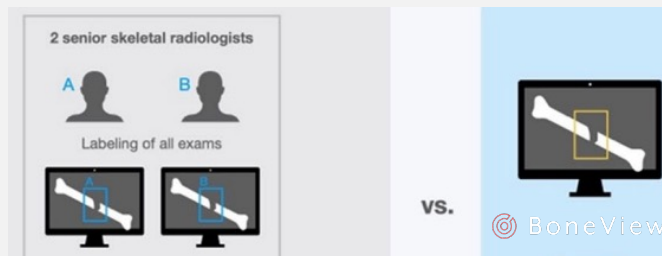 2 senior skeletal radiologists
A B
Labeling of all exams
A B
vs.
BoneView